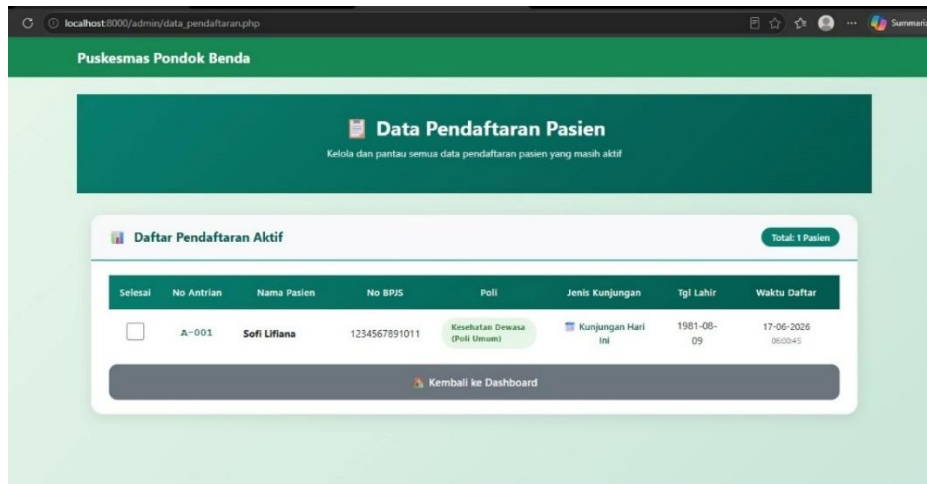 localhost:8000/admin/data_pendaftaran.php
Puskesmas Pondok Benda
Data Pendaftaran Pasien
Kelola dan pantau semua data pendaftaran pasien yang masih aktif
Daftar Pendaftaran Aktif
Total: 1 Pasien
Selesai No Antrian Nama Pasien No BPJS Poli Jenis Kunjungan Tgl Lahir Waktu Daftar
A-001 Sofi Lifiana 1234567891011
Kesehatan Dewasa
(Poli Umum)
Kunjungan Hari
Ini
1981-08-
09
17-06-2026
06:00:45
Kembali ke Dashboard